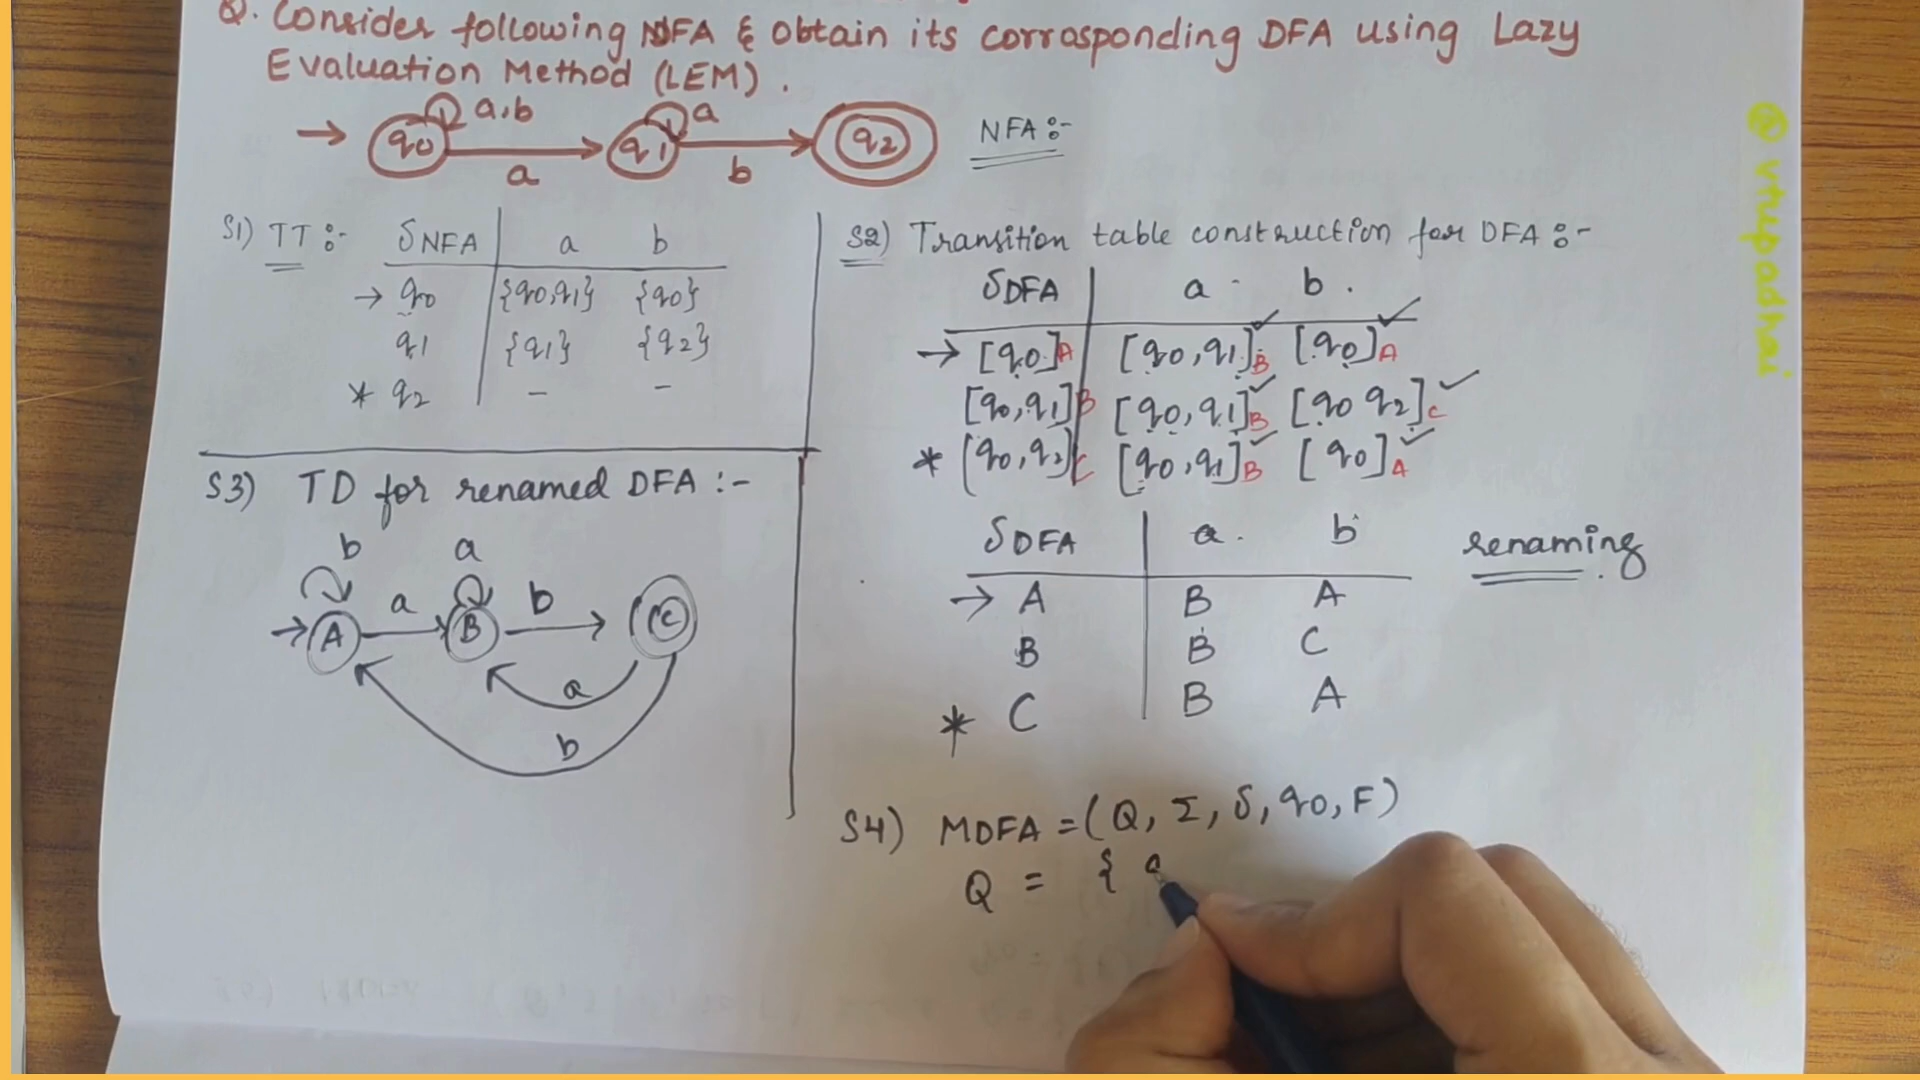 Q. Consider following NFA & obtain its corrosponding DFA using Lazy
Evaluation Method (LEM).
a,b
a
→ q0 q1 q2
a
b
NFA :-
S1) TT :-
δNFA a b
→ q0 {q0,q1} {q0}
q1 {q1} {q2}
* q2 - -
S2) Transition table construction for DFA :-
δDFA a b
→ [q0]A [q0,q1]B [q0]A
[q0,q1]B [q0,q1]B [q0 q2]C
* [q0,q2]C [q0,q1]B [q0]A
δDFA a b
renaming
→ A B A
B B C
* C B A
S3) TD for renamed DFA :-
b a
a b
→ A B C
a
b
S4) MDFA = (Q, Σ, δ, q0, F)
Q = {
@vtupadhai